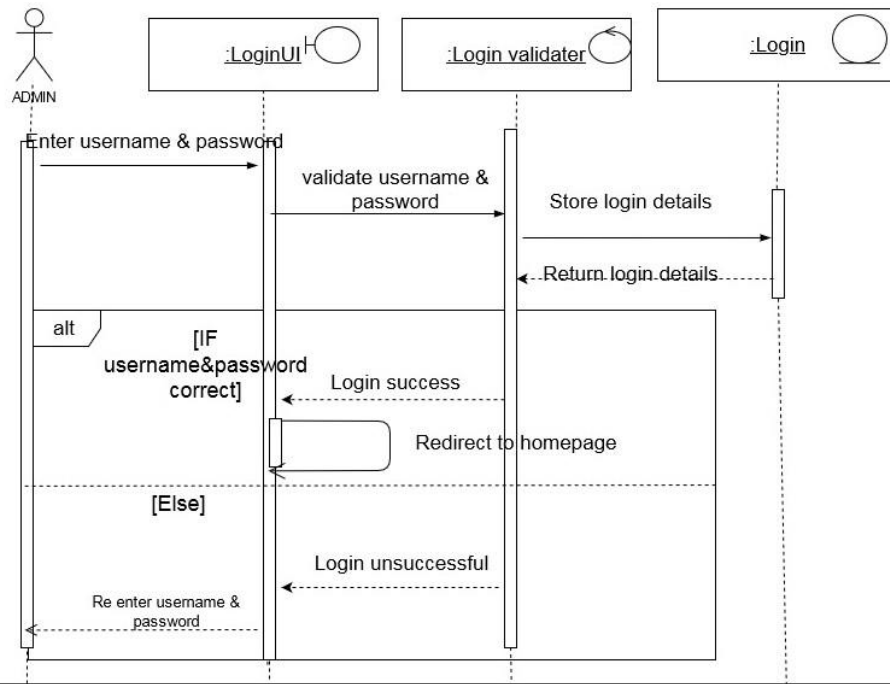 :LoginUI
:Login validater
:Login
ADMIN
Enter username & password
validate username &
password
Store login details
Return login details
alt
[IF
username&password
correct]
Login success
Redirect to homepage
[Else]
Login unsuccessful
Re enter username &
password